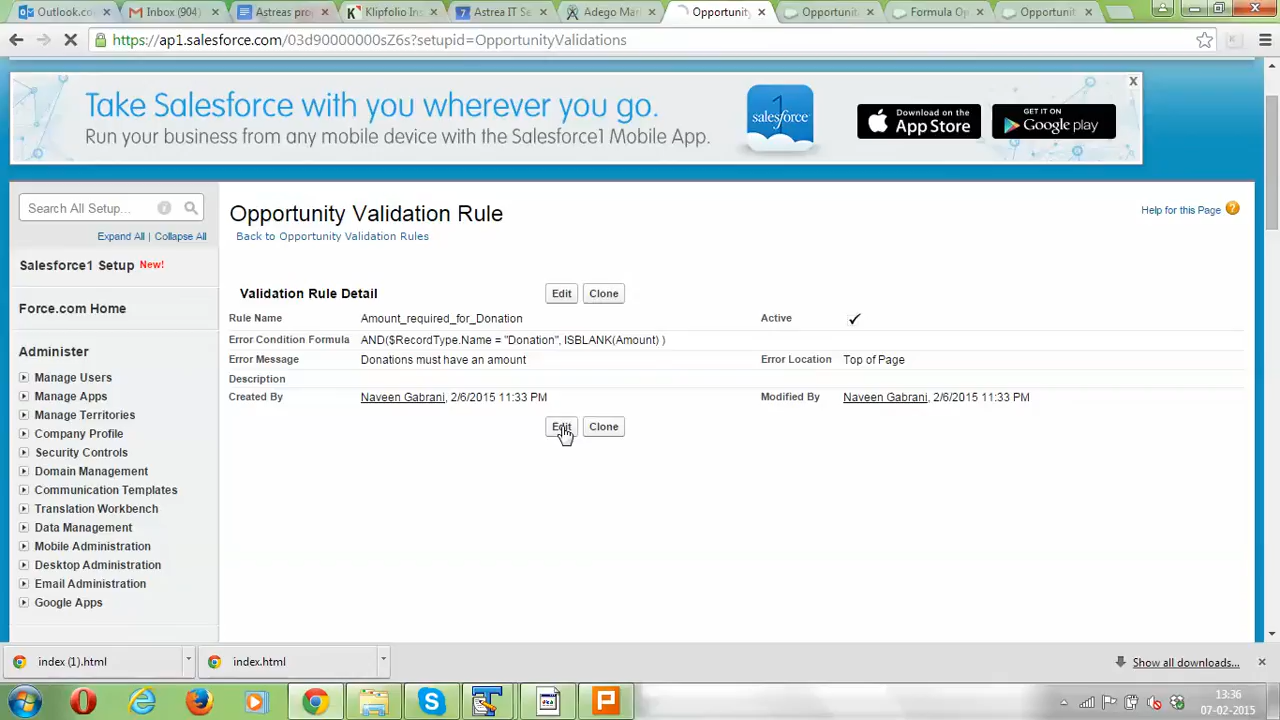 Outlook.co
Inbox (904)
Astreas pro
Klipfolio In
Astrea IT Se
Adego Ma
Opportunity
Opportuni
Formula Op
Opportunit
https://ap1.salesforce.com/03d90000000sZ6s?setupid=OpportunityValidations
Take Salesforce with you wherever you go.
Run your business from any mobile device with the Salesforce1 Mobile App.
salesforce
1
Download on the
App Store
GET IT ON
Google play
X
Search All Setup...
Expand All | Collapse All
Salesforce1 Setup New!
Force.com Home
Administer
Manage Users
Manage Apps
Manage Territories
Company Profile
Security Controls
Domain Management
Communication Templates
Translation Workbench
Data Management
Mobile Administration
Desktop Administration
Email Administration
Google Apps
Opportunity Validation Rule
Back to Opportunity Validation Rules
Help for this Page ?
Validation Rule Detail Edit Clone
Rule Name Amount_required_for_Donation Active
Error Condition Formula AND($RecordType.Name = "Donation", ISBLANK(Amount) )
Error Message Donations must have an amount Error Location Top of Page
Description
Created By Naveen Gabrani, 2/6/2015 11:33 PM Modified By Naveen Gabrani, 2/6/2015 11:33 PM
Edit Clone
index (1).html
index.html
Show all downloads...
13:36
07-02-2015